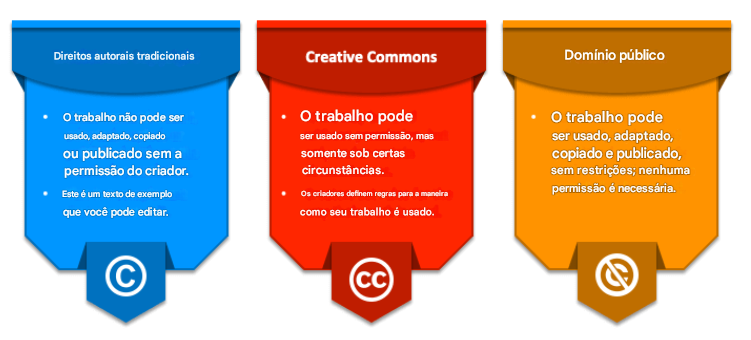 Direitos autorais tradicionais
O trabalho não pode ser
usado, adaptado, copiado
ou publicado sem a
permissão do criador.
Este é um texto de exemplo
que você pode editar.
Creative Commons
O trabalho pode
ser usado sem permissão, mas
somente sob certas
circunstâncias.
Os criadores definem regras para a maneira
como seu trabalho é usado.
Domínio público
O trabalho pode
ser usado, adaptado,
copiado e publicado,
sem restrições; nenhuma
permissão é necessária.